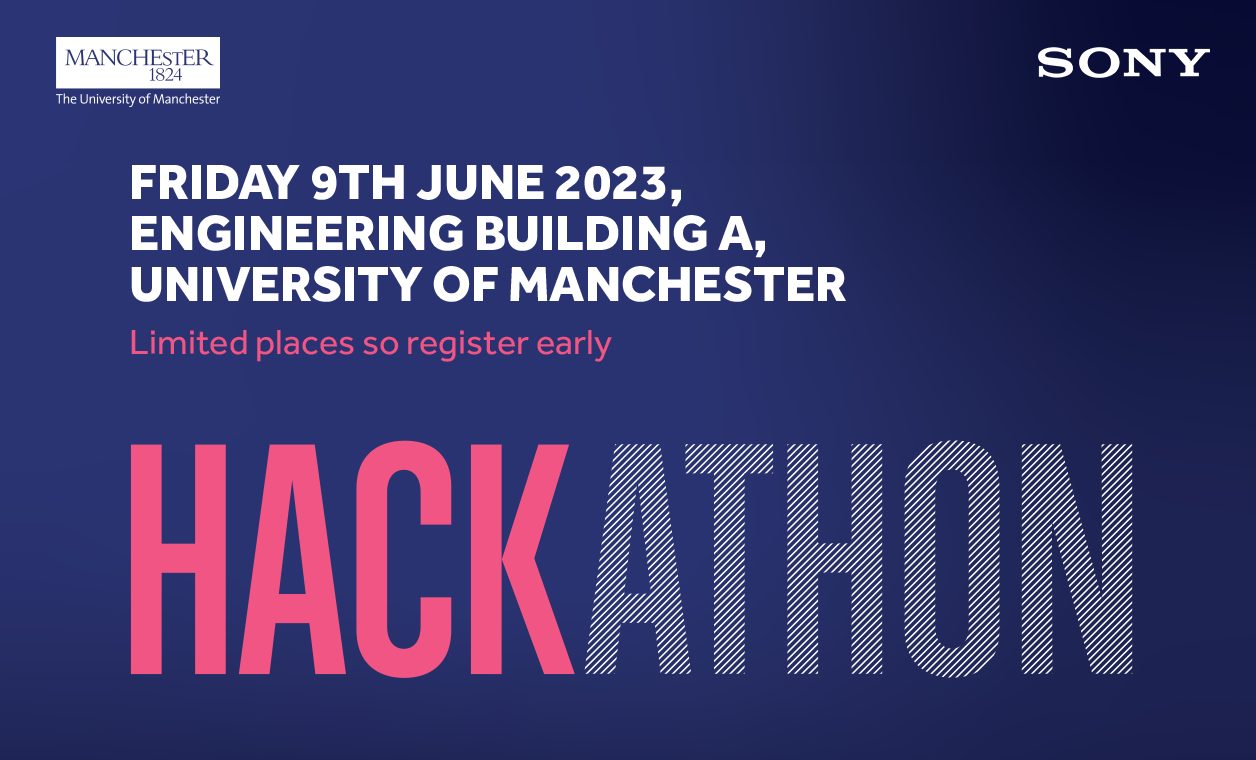 MANCHESTER
1824
The University of Manchester
SONY
FRIDAY 9TH JUNE 2023,
ENGINEERING BUILDING A,
UNIVERSITY OF MANCHESTER
Limited places so register early
HACKATHON